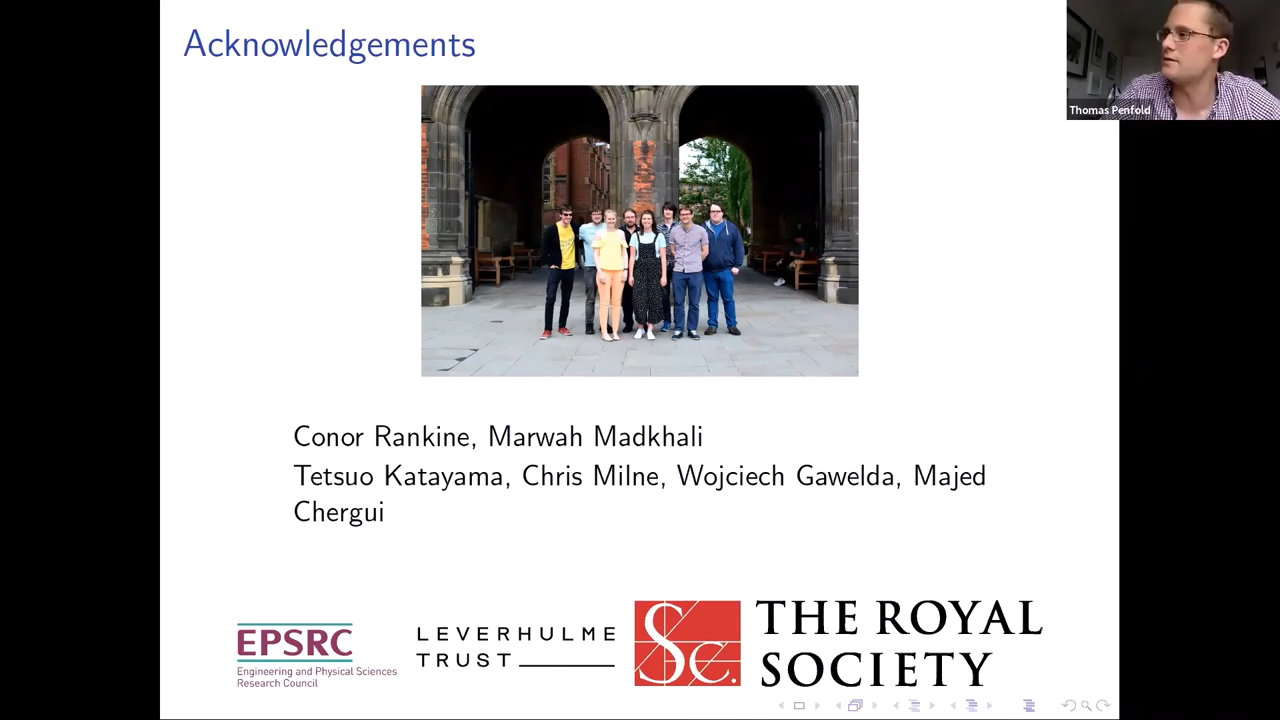 Acknowledgements
Thomas Penfold
Conor Rankine, Marwah Madkhali
Tetsuo Katayama, Chris Milne, Wojciech Gawelda, Majed
Chergui
EPSRC
Engineering and Physical Sciences
Research Council
LEVERHULME
TRUST
Sc.
THE ROYAL
SOCIETY